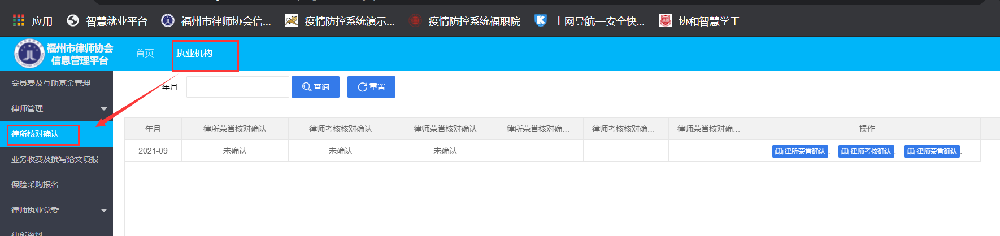 应用 智慧就业平台 福州市律师协会信... 疫情防控系统演示... 疫情防控系统福职院 上网导航—安全快... 协和智慧学工
福州市律师协会
信息管理平台
首页 执业机构
会员费及互助基金管理
律师管理
律所核对确认
业务收费及撰写论文填报
保险采购报名
律师执业党委
律所资料
年月 查询 重置
年月 律所荣誉核对确认 律师考核核对确认 律师荣誉核对确认 律所荣誉核对确... 律师考核核对确... 律师荣誉核对确... 操作
2021-09 未确认 未确认 未确认 律所荣誉确认 . 律师考核确认 . 律师荣誉确认 .